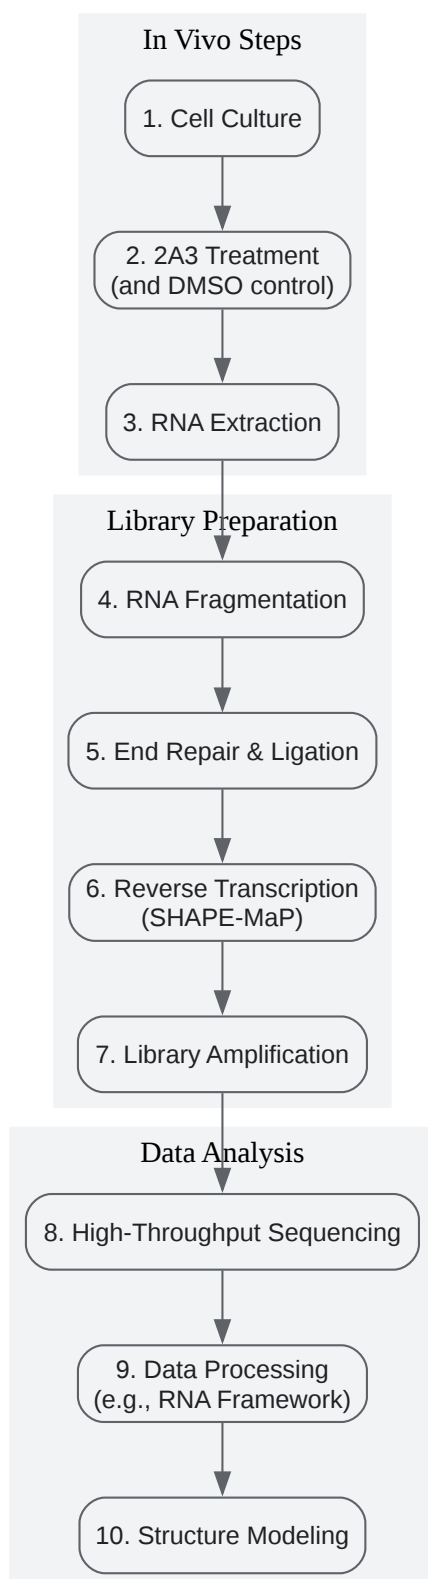 In Vivo Steps
1. Cell Culture
2. 2A3 Treatment
(and DMSO control)
3. RNA Extraction
Library Preparation
4. RNA Fragmentation
5. End Repair & Ligation
6. Reverse Transcription
(SHAPE-MaP)
7. Library Amplification
Data Analysis
8. High-Throughput Sequencing
9. Data Processing
(e.g., RNA Framework)
10. Structure Modeling